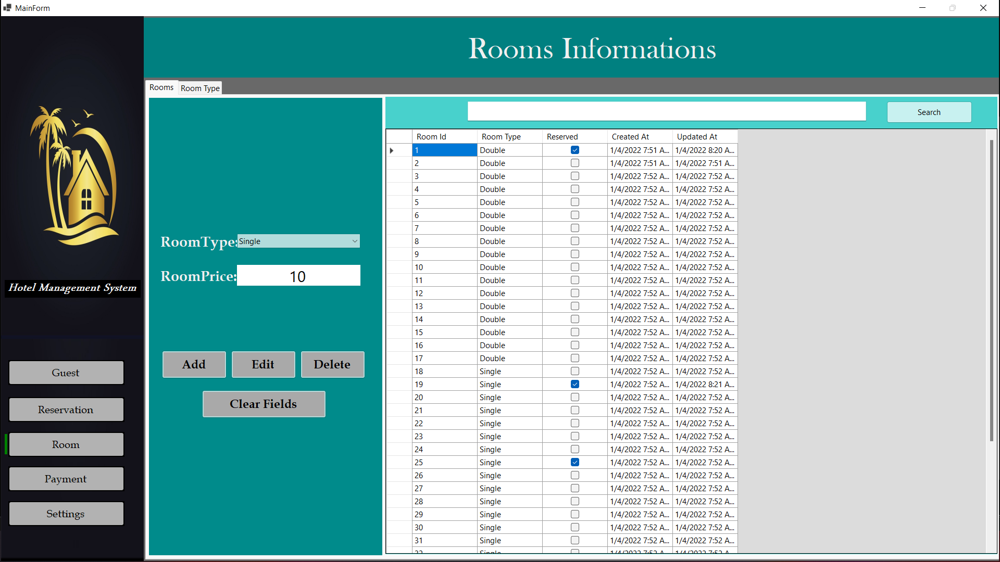 MainForm
Rooms Informations
Rooms Room Type
Search
Room Id Room Type Reserved Created At Updated At
1 Double 1/4/2022 7:51 A... 1/4/2022 8:20 A...
2 Double 1/4/2022 7:51 A... 1/4/2022 7:51 A...
3 Double 1/4/2022 7:52 A... 1/4/2022 7:52 A...
4 Double 1/4/2022 7:52 A... 1/4/2022 7:52 A...
5 Double 1/4/2022 7:52 A... 1/4/2022 7:52 A...
6 Double 1/4/2022 7:52 A... 1/4/2022 7:52 A...
7 Double 1/4/2022 7:52 A... 1/4/2022 7:52 A...
8 Double 1/4/2022 7:52 A... 1/4/2022 7:52 A...
9 Double 1/4/2022 7:52 A... 1/4/2022 7:52 A...
10 Double 1/4/2022 7:52 A... 1/4/2022 7:52 A...
11 Double 1/4/2022 7:52 A... 1/4/2022 7:52 A...
12 Double 1/4/2022 7:52 A... 1/4/2022 7:52 A...
13 Double 1/4/2022 7:52 A... 1/4/2022 7:52 A...
14 Double 1/4/2022 7:52 A... 1/4/2022 7:52 A...
15 Double 1/4/2022 7:52 A... 1/4/2022 7:52 A...
16 Double 1/4/2022 7:52 A... 1/4/2022 7:52 A...
17 Double 1/4/2022 7:52 A... 1/4/2022 7:52 A...
18 Single 1/4/2022 7:52 A... 1/4/2022 7:52 A...
19 Single 1/4/2022 7:52 A... 1/4/2022 8:21 A...
20 Single 1/4/2022 7:52 A... 1/4/2022 7:52 A...
21 Single 1/4/2022 7:52 A... 1/4/2022 7:52 A...
22 Single 1/4/2022 7:52 A... 1/4/2022 7:52 A...
23 Single 1/4/2022 7:52 A... 1/4/2022 7:52 A...
24 Single 1/4/2022 7:52 A... 1/4/2022 7:52 A...
25 Single 1/4/2022 7:52 A... 1/4/2022 7:52 A...
26 Single 1/4/2022 7:52 A... 1/4/2022 7:52 A...
27 Single 1/4/2022 7:52 A... 1/4/2022 7:52 A...
28 Single 1/4/2022 7:52 A... 1/4/2022 7:52 A...
29 Single 1/4/2022 7:52 A... 1/4/2022 7:52 A...
30 Single 1/4/2022 7:52 A... 1/4/2022 7:52 A...
31 Single 1/4/2022 7:52 A... 1/4/2022 7:52 A...
RoomType: Single
RoomPrice: 10
Add Edit Delete
Clear Fields
Hotel Management System
Guest
Reservation
Room
Payment
Settings